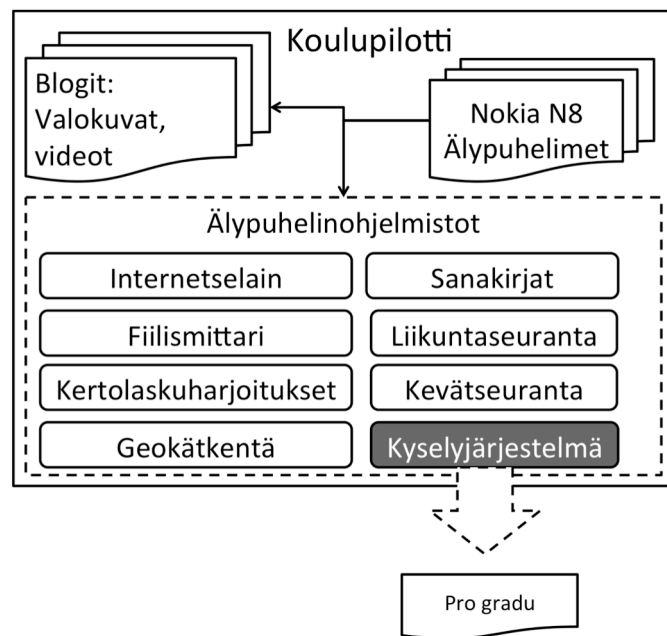 Koulupilotti
Blogit:
Valokuvat,
videot
Nokia N8
Älypuhelimet
Älypuhelinohjelmistot
Internetselain
Sanakirjat
Fiilismittari
Liikuntaseuranta
Kertolaskuharjoitukset
Kevätseuranta
Geokätkentä
Kyselyjärjestelmä
Pro gradu